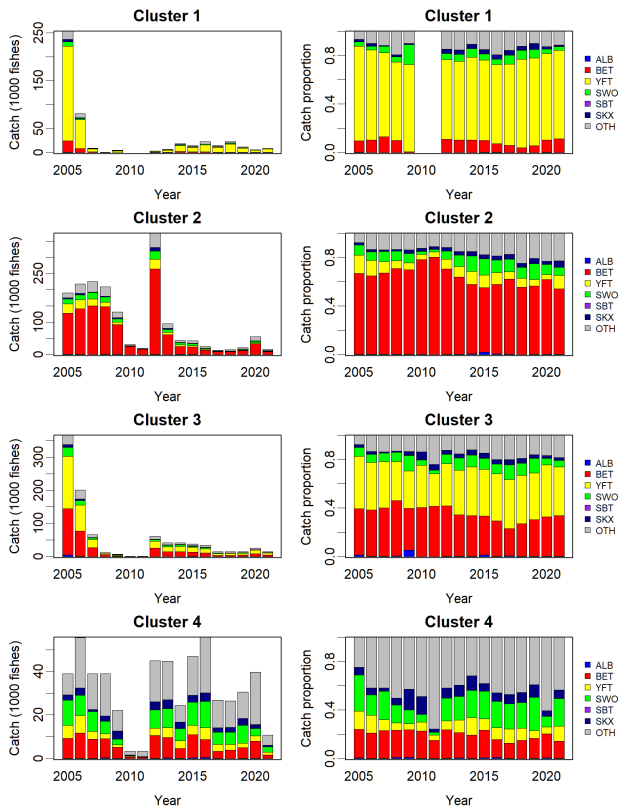 Cluster 1
Catch (1000 fishes)
250
150
50
0
2005 2010 2015 2020
Year
Cluster 1
Catch proportion
0.8
0.4
0.0
2005 2010 2015 2020
Year
ALB
BET
YFT
SWO
SBT
SKX
OTH
Cluster 2
Catch (1000 fishes)
250
100
0
2005 2010 2015 2020
Year
Cluster 2
Catch proportion
0.8
0.4
0.0
2005 2010 2015 2020
Year
ALB
BET
YFT
SWO
SBT
SKX
OTH
Cluster 3
Catch (1000 fishes)
300
200
100
0
2005 2010 2015 2020
Year
Cluster 3
Catch proportion
0.8
0.4
0.0
2005 2010 2015 2020
Year
ALB
BET
YFT
SWO
SBT
SKX
OTH
Cluster 4
Catch (1000 fishes)
40
20
0
2005 2010 2015 2020
Year
Cluster 4
Catch proportion
0.8
0.4
0.0
2005 2010 2015 2020
Year
ALB
BET
YFT
SWO
SBT
SKX
OTH